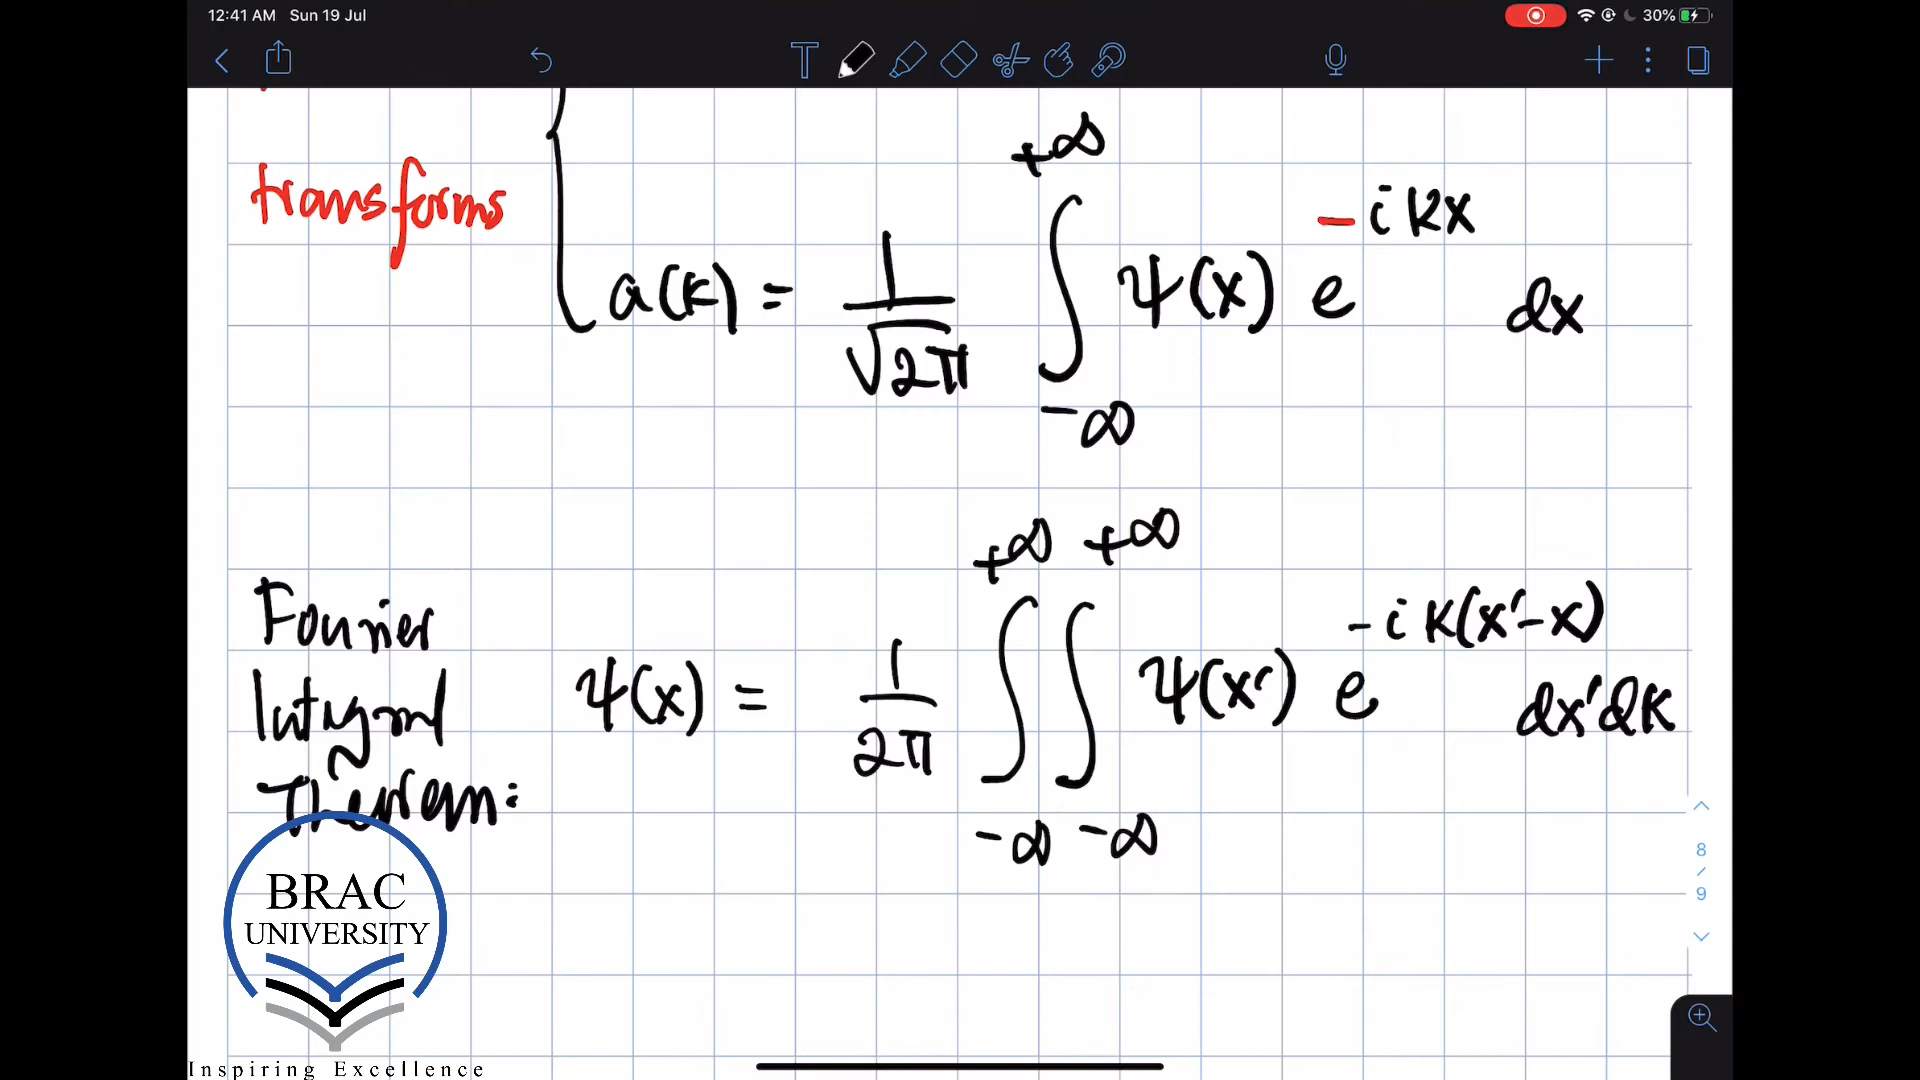 12:41 AM Sun 19 Jul
30%
transforms
a(k) = 1/√2π ∫ +∞ -∞ ψ(x) e^-ikx dx
Fourier
Integral
Theorem:
ψ(x) = 1/2π ∫ +∞ -∞ ∫ +∞ -∞ ψ(x') e^-ik(x'-x) dx'dk
8
/
9
BRAC
UNIVERSITY
Inspiring Excellence